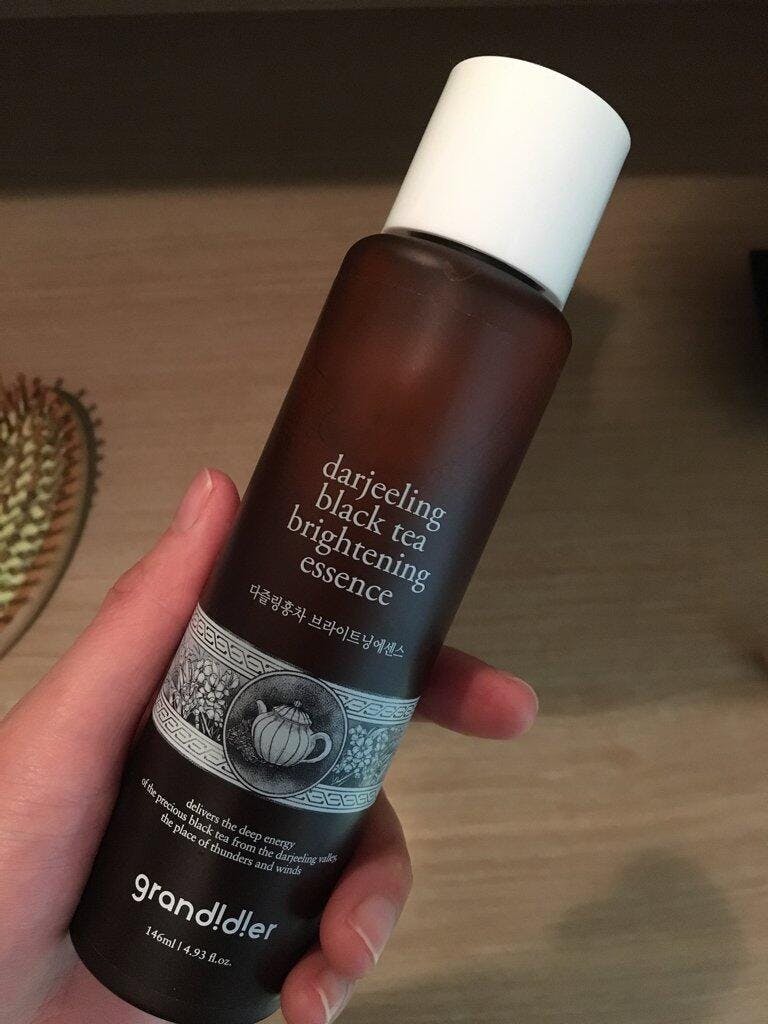 darjeeling
black tea
brightening
essence
다즐링홍차 브라이트닝에센스
delivers the deep energy
of the precious black tea from the darjeeling valley,
the place of thunders and winds
grandidier
146ml | 4.93 fl.oz.